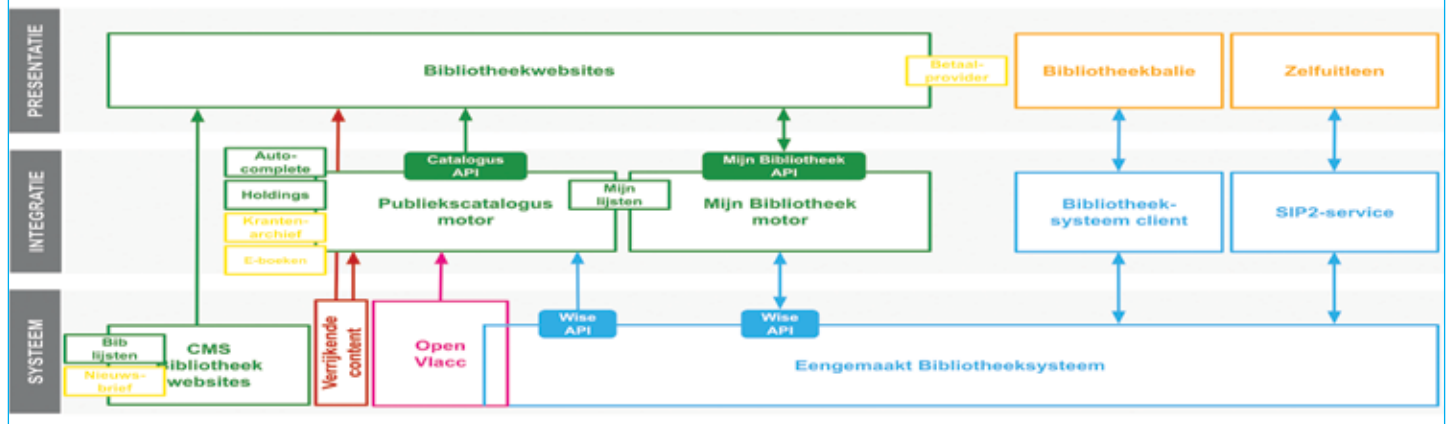 PRESENTATIE
Bibliotheekwebsites
Betaal-
provider
Bibliotheekbalie
Zelfuitleen
INTEGRATIE
Auto-
complete
Holdings
Kranten-
archief
E-boeken
Catalogus
API
Publiekscatalogus
motor
Mijn
lijsten
Mijn Bibliotheek
API
Mijn Bibliotheek
motor
Bibliotheek-
systeem client
SIP2-service
SYSTEEM
Bib
lijsten
Nieuws-
brief
CMS
Bibliotheek
websites
Verrijkende
content
Open
Vlacc
Wise
API
Wise
API
Eengemaakt Bibliotheeksysteem